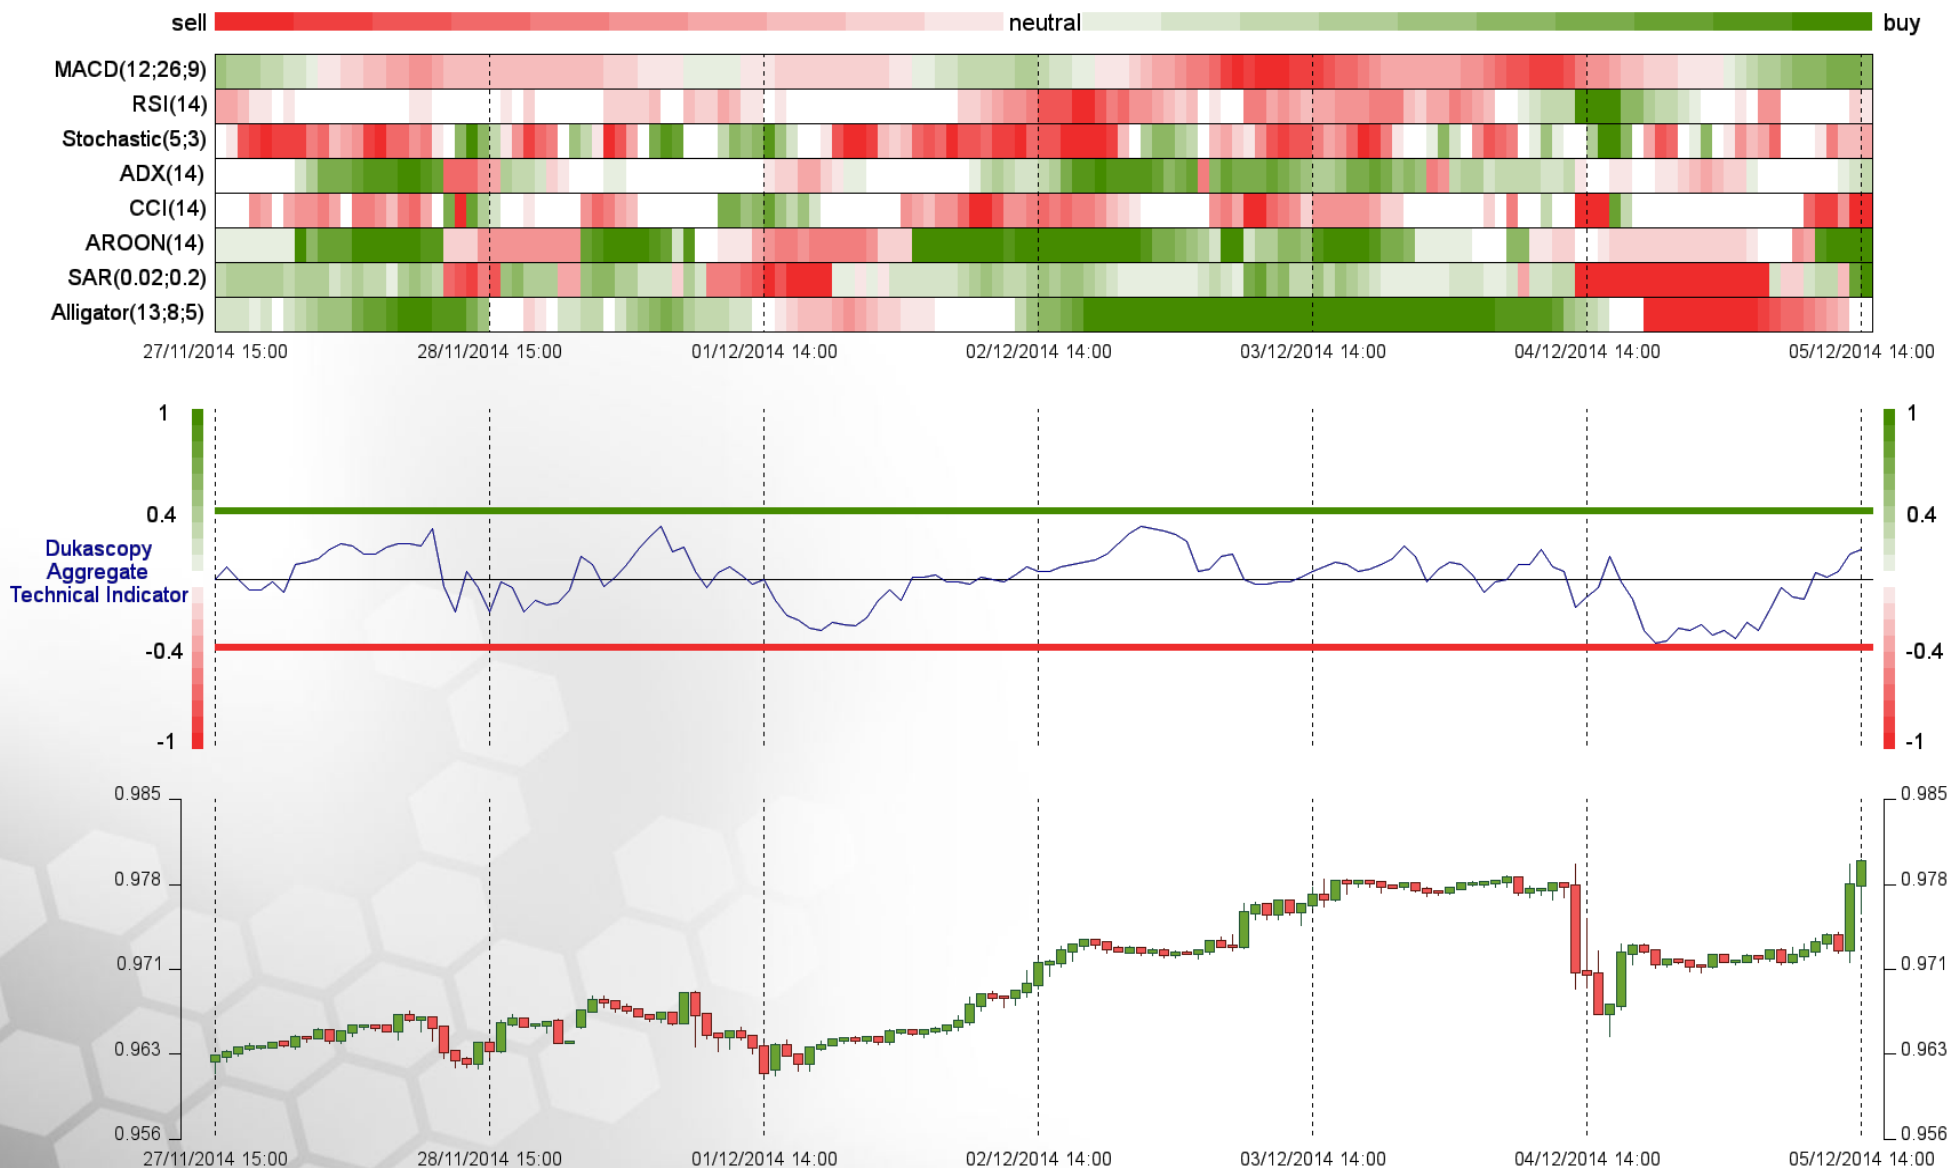 sell neutral buy
MACD(12;26;9)
RSI(14)
Stochastic(5;3)
ADX(14)
CCI(14)
AROON(14)
SAR(0.02;0.2)
Alligator(13;8;5)
27/11/2014 15:00 28/11/2014 15:00 01/12/2014 14:00 02/12/2014 14:00 03/12/2014 14:00 04/12/2014 14:00 05/12/2014 14:00
1 1
0.4 0.4
Dukascopy
Aggregate
Technical Indicator
-0.4 -0.4
-1 -1
0.985 0.985
0.978 0.978
0.971 0.971
0.963 0.963
0.956 0.956
27/11/2014 15:00 28/11/2014 15:00 01/12/2014 14:00 02/12/2014 14:00 03/12/2014 14:00 04/12/2014 14:00 05/12/2014 14:00